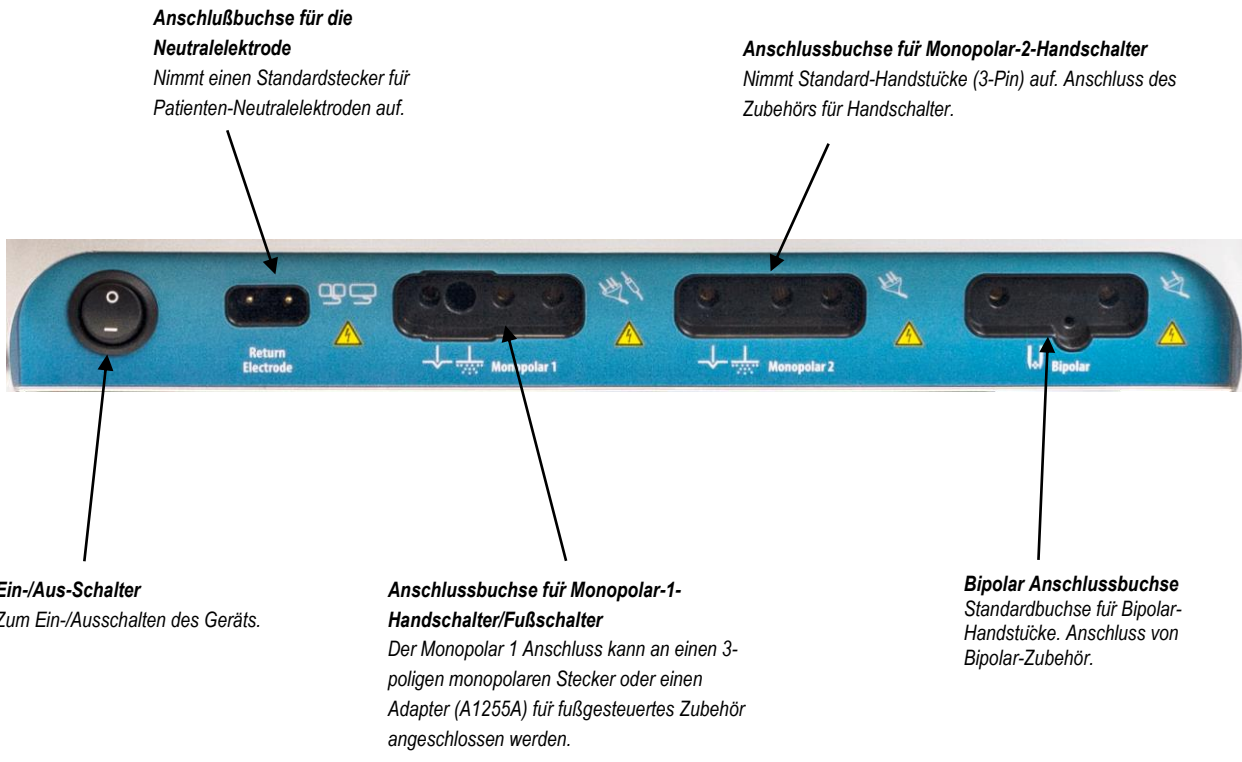 Anschlußbuchse für die
Neutralelektrode
Nimmt einen Standardstecker für
Patienten-Neutralelektroden auf.
Anschlussbuchse für Monopolar-2-Handschalter
Nimmt Standard-Handstücke (3-Pin) auf. Anschluss des
Zubehörs für Handschalter.
Return
Electrode
Monopolar 1
Monopolar 2
Bipolar
Ein-/Aus-Schalter
Zum Ein-/Ausschalten des Geräts.
Anschlussbuchse für Monopolar-1-
Handschalter/Fußschalter
Der Monopolar 1 Anschluss kann an einen 3-
poligen monopolaren Stecker oder einen
Adapter (A1255A) für fußgesteuertes Zubehör
angeschlossen werden.
Bipolar Anschlussbuchse
Standardbuchse für Bipolar-
Handstücke. Anschluss von
Bipolar-Zubehör.